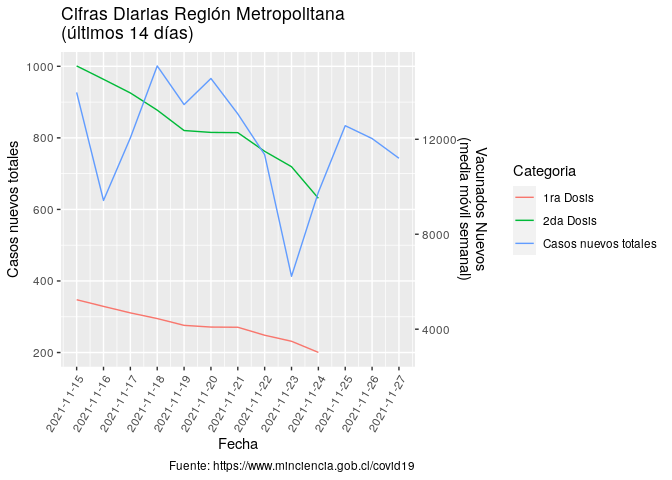 Cifras Diarias Región Metropolitana
(últimos 14 días)
1000
800
600
400
200
Casos nuevos totales
12000
8000
4000
Vacunados Nuevos
(media móvil semanal)
2021-11-15
2021-11-16
2021-11-17
2021-11-18
2021-11-19
2021-11-20
2021-11-21
2021-11-22
2021-11-23
2021-11-24
2021-11-25
2021-11-26
2021-11-27
Fecha
Categoria
1ra Dosis
2da Dosis
Casos nuevos totales
Fuente: https://www.minciencia.gob.cl/covid19